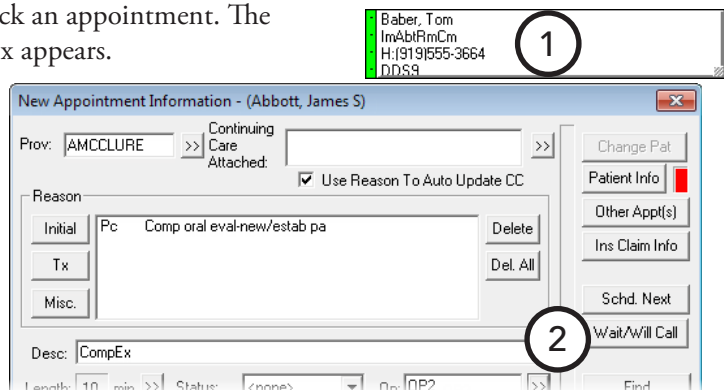 ck an appointment. The
x appears.
Baber, Tom
ImAbtRmCm
H:(919)555-3664
DDS9
1
New Appointment Information - (Abbott, James S)
Prov: AMCCLURE >> Continuing Care Attached: >>
Use Reason To Auto Update CC
Change Pat
Patient Info
Reason
Other Appt(s)
Initial Pc Comp oral eval-new/estab pa Delete
Ins Claim Info
Tx Del. All
Misc. Schd. Next
2 Wait/Will Call
Desc: CompEx
Length: 10 min >> Status: <none> Op: OP2 >> Find